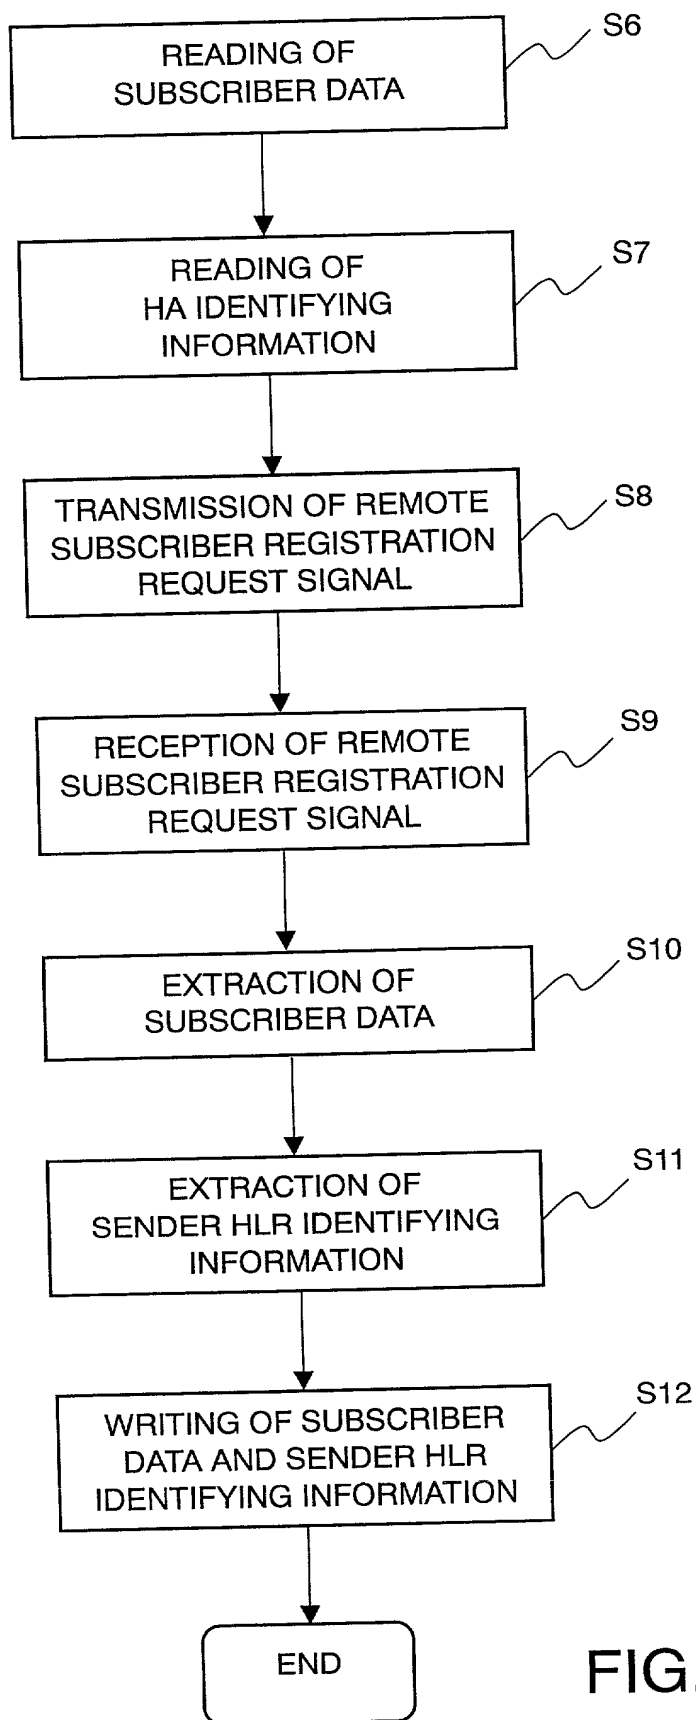 READING OF
SUBSCRIBER DATA
S6
READING OF
HA IDENTIFYING
INFORMATION
S7
TRANSMISSION OF REMOTE
SUBSCRIBER REGISTRATION
REQUEST SIGNAL
S8
RECEPTION OF REMOTE
SUBSCRIBER REGISTRATION
REQUEST SIGNAL
S9
EXTRACTION OF
SUBSCRIBER DATA
S10
EXTRACTION OF
SENDER HLR IDENTIFYING
INFORMATION
S11
WRITING OF SUBSCRIBER
DATA AND SENDER HLR
IDENTIFYING INFORMATION
S12
END
FIG.